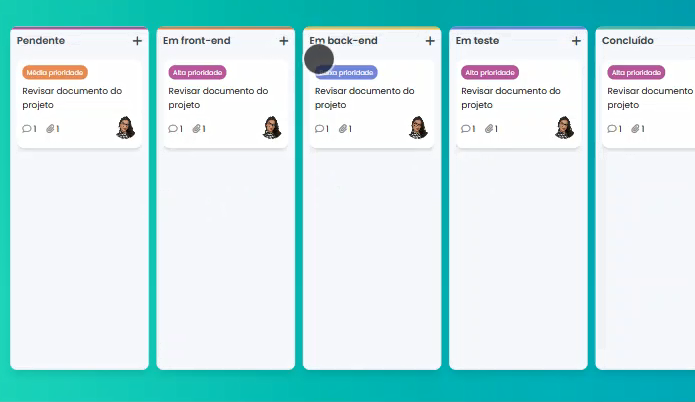 Pendente +
Média prioridade
Revisar documento do
projeto
1 1
Em front-end +
Alta prioridade
Revisar documento do
projeto
1 1
Em back-end +
prioridade
Revisar documento do
projeto
1 1
Em teste +
Alta prioridade
Revisar documento do
projeto
1 1
Concluído
Alta prioridade
Revisar documento
projeto
1 1